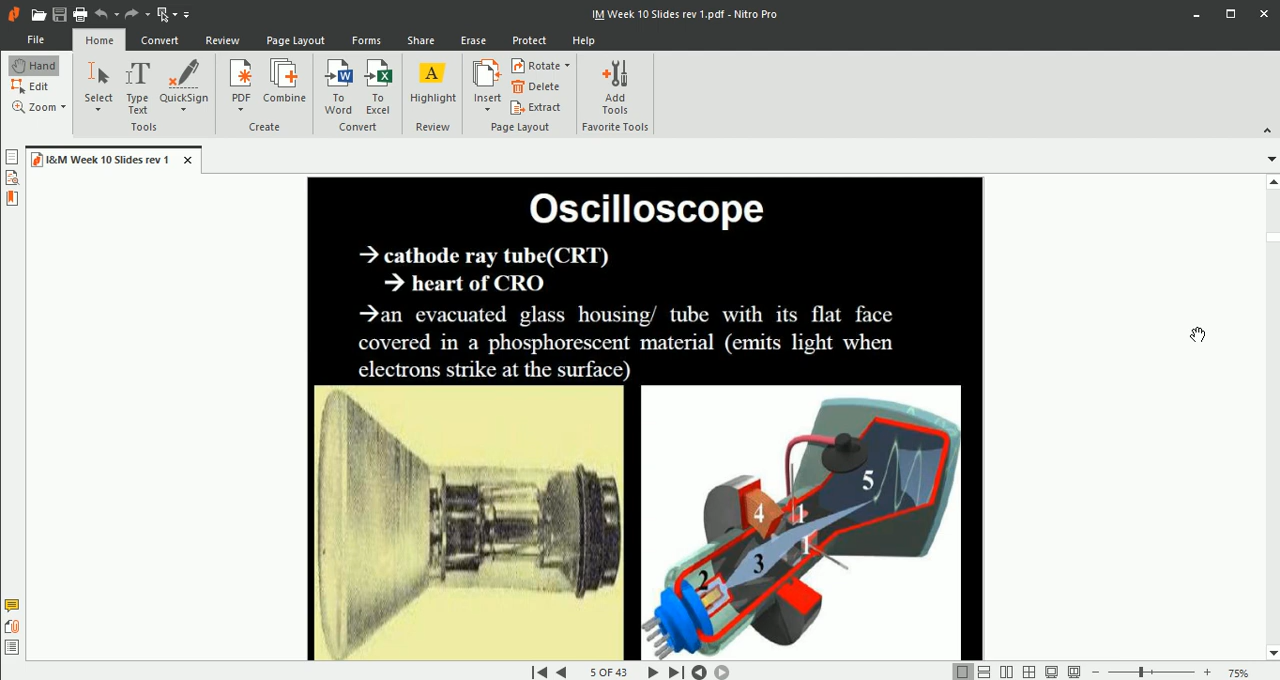 IM Week 10 Slides rev 1.pdf - Nitro Pro
File Home Convert Review Page Layout Forms Share Erase Protect Help
Hand
Edit
Zoom
Select
Type Text
QuickSign
Tools
PDF
Combine
Create
To Word
To Excel
Convert
A
Highlight
Review
Insert
Rotate
Delete
Extract
Page Layout
Add Tools
Favorite Tools
I&M Week 10 Slides rev 1
Oscilloscope
→ cathode ray tube(CRT)
→ heart of CRO
→an evacuated glass housing/ tube with its flat face
covered in a phosphorescent material (emits light when
electrons strike at the surface)
5
4
1
1
3
2
5 OF 43
75%